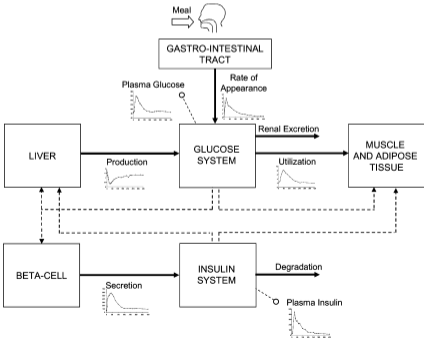 Meal
GASTRO-INTESTINAL
TRACT
Plasma Glucose
Rate of
Appearance
Renal Excretion
LIVER
Production
GLUCOSE
SYSTEM
Utilization
MUSCLE
AND ADIPOSE
TISSUE
BETA-CELL
Secretion
INSULIN
SYSTEM
Degradation
Plasma Insulin